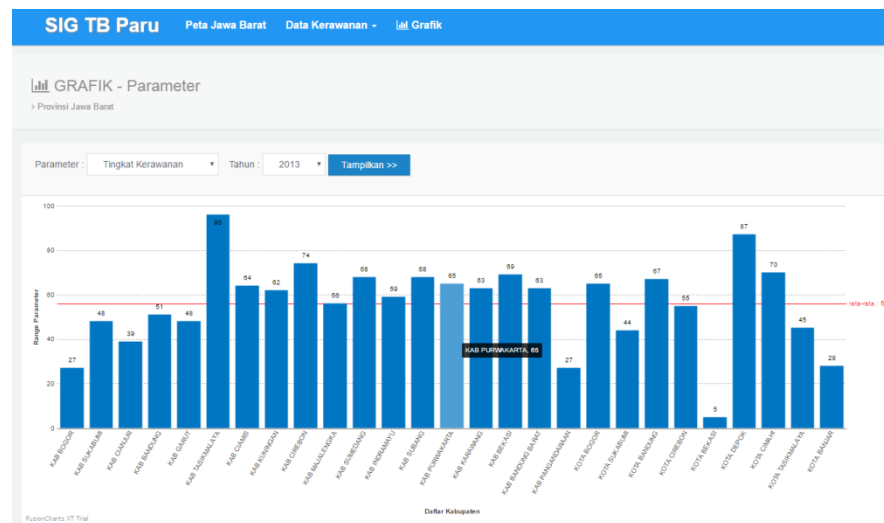 SIG TB Paru Peta Jawa Barat Data Kerawanan Grafik
GRAFIK - Parameter
> Provinsi Jawa Barat
Parameter : Tingkat Kerawanan Tahun : 2013 Tampilkan >>
100
80
60
40
20
0
Range Parameter
27
48
39
51
48
96
64
62
74
56
68
59
68
65
63
69
63
27
65
44
67
55
5
87
70
45
28
rata-rata : 5
KAB PURWAKARTA, 65
KAB BOGOR
KAB SUKABUMI
KAB CIANJUR
KAB BANDUNG
KAB GARUT
KAB TASIKMALAYA
KAB CIAMIS
KAB KUNINGAN
KAB CIREBON
KAB MAJALENGKA
KAB SUMEDANG
KAB INDRAMAYU
KAB SUBANG
KAB PURWAKARTA
KAB KARAWANG
KAB BEKASI
KAB BANDUNG BARAT
KAB PANGANDARAAN
KOTA BOGOR
KOTA SUKABUMI
KOTA BANDUNG
KOTA CIREBON
KOTA BEKASI
KOTA DEPOK
KOTA CIMAHI
KOTA TASIKMALAYA
KOTA BANJAR
Daftar Kabupaten
FusionCharts XT Trial